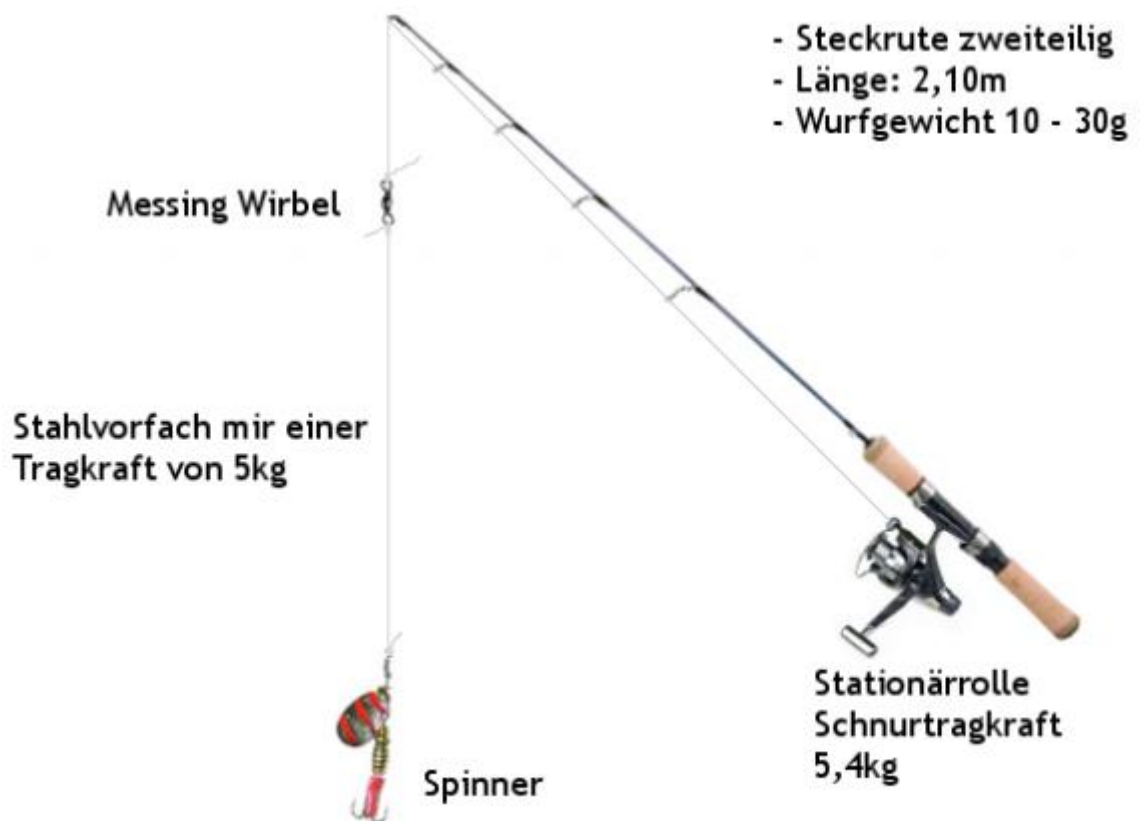 - Steckrute zweiteilig
- Länge: 2,10m
- Wurfgewicht 10 - 30g
Messing Wirbel
Stahlvorfach mir einer
Tragkraft von 5kg
Stationärrolle
Schnurtragkraft
5,4kg
Spinner